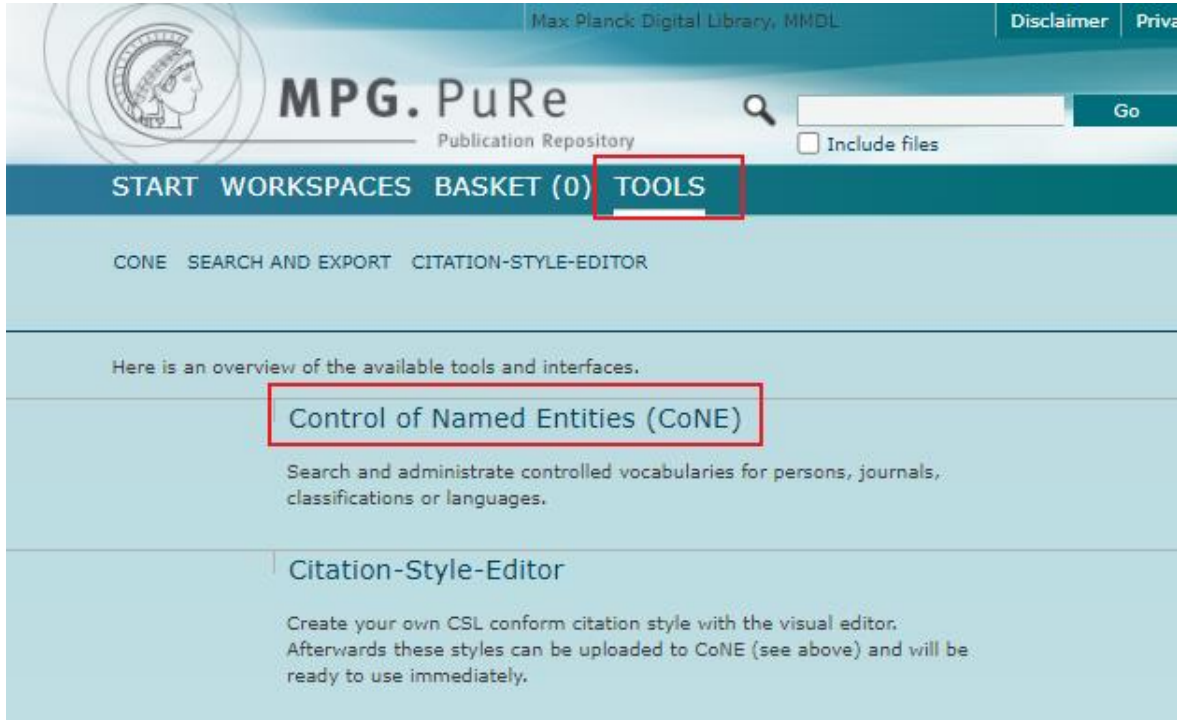 Max Planck Digital Library, MMDL
Disclaimer Priva
MPG.PuRe
Publication Repository
Go
Include files
START WORKSPACES BASKET (0) TOOLS
CONE SEARCH AND EXPORT CITATION-STYLE-EDITOR
Here is an overview of the available tools and interfaces.
Control of Named Entities (CoNE)
Search and administrate controlled vocabularies for persons, journals,
classifications or languages.
Citation-Style-Editor
Create your own CSL conform citation style with the visual editor.
Afterwards these styles can be uploaded to CoNE (see above) and will be
ready to use immediately.